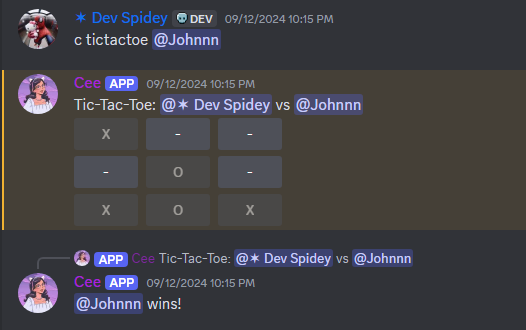 ✶ Dev Spidey DEV 09/12/2024 10:15 PM
c tictactoe @Johnnn
Cee APP 09/12/2024 10:15 PM
Tic-Tac-Toe: @✶ Dev Spidey vs @Johnnn
X - -
- O -
X O X
APP Cee Tic-Tac-Toe: @✶ Dev Spidey vs @Johnnn
Cee APP 09/12/2024 10:15 PM
@Johnnn wins!